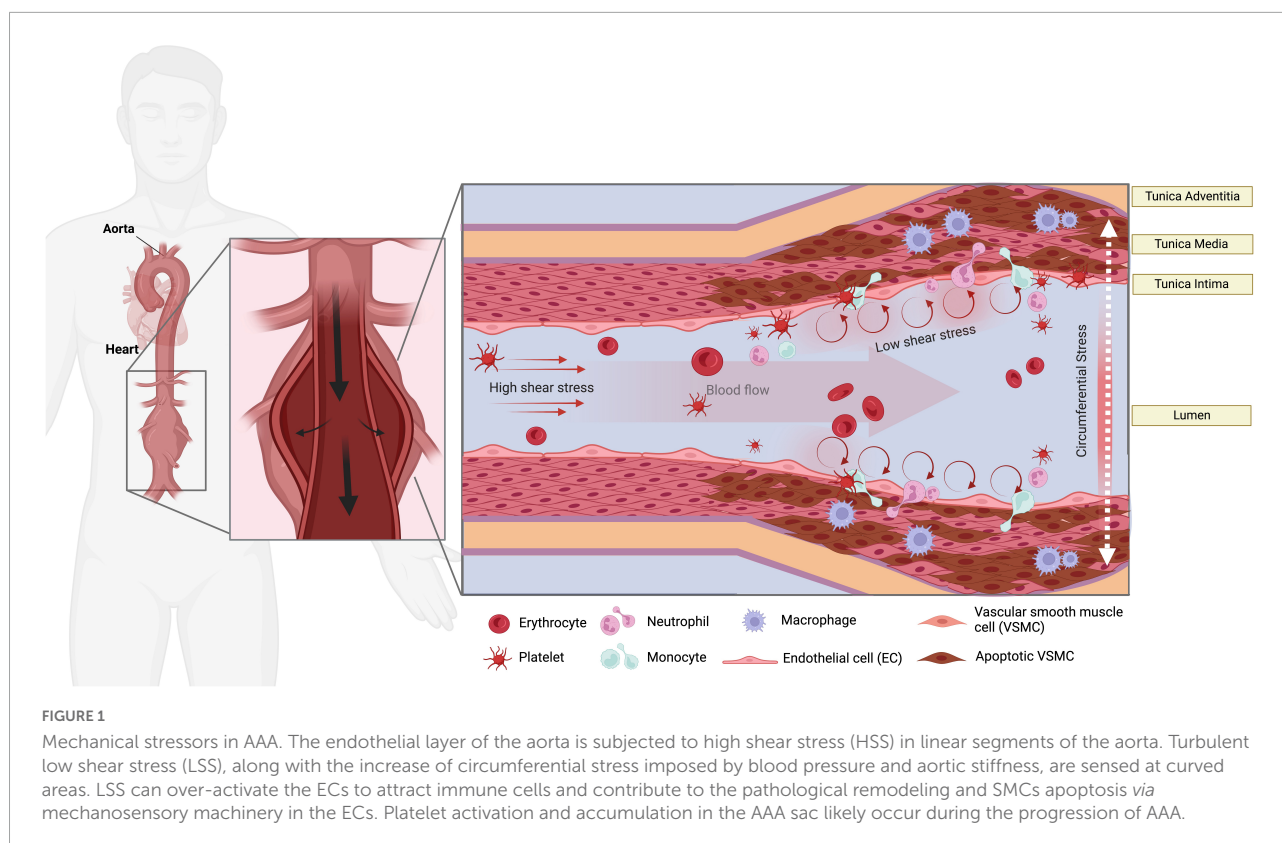 Aorta
Heart
High shear stress
Blood flow
Low shear stress
Circumferential Stress
Tunica Adventitia
Tunica Media
Tunica Intima
Lumen
Erythrocyte
Neutrophil
Macrophage
Vascular smooth muscle
cell (VSMC)
Platelet
Monocyte
Endothelial cell (EC)
Apoptotic VSMC
FIGURE 1
Mechanical stressors in AAA. The endothelial layer of the aorta is subjected to high shear stress (HSS) in linear segments of the aorta. Turbulent
low shear stress (LSS), along with the increase of circumferential stress imposed by blood pressure and aortic stiffness, are sensed at curved
areas. LSS can over-activate the ECs to attract immune cells and contribute to the pathological remodeling and SMCs apoptosis via
mechanosensory machinery in the ECs. Platelet activation and accumulation in the AAA sac likely occur during the progression of AAA.